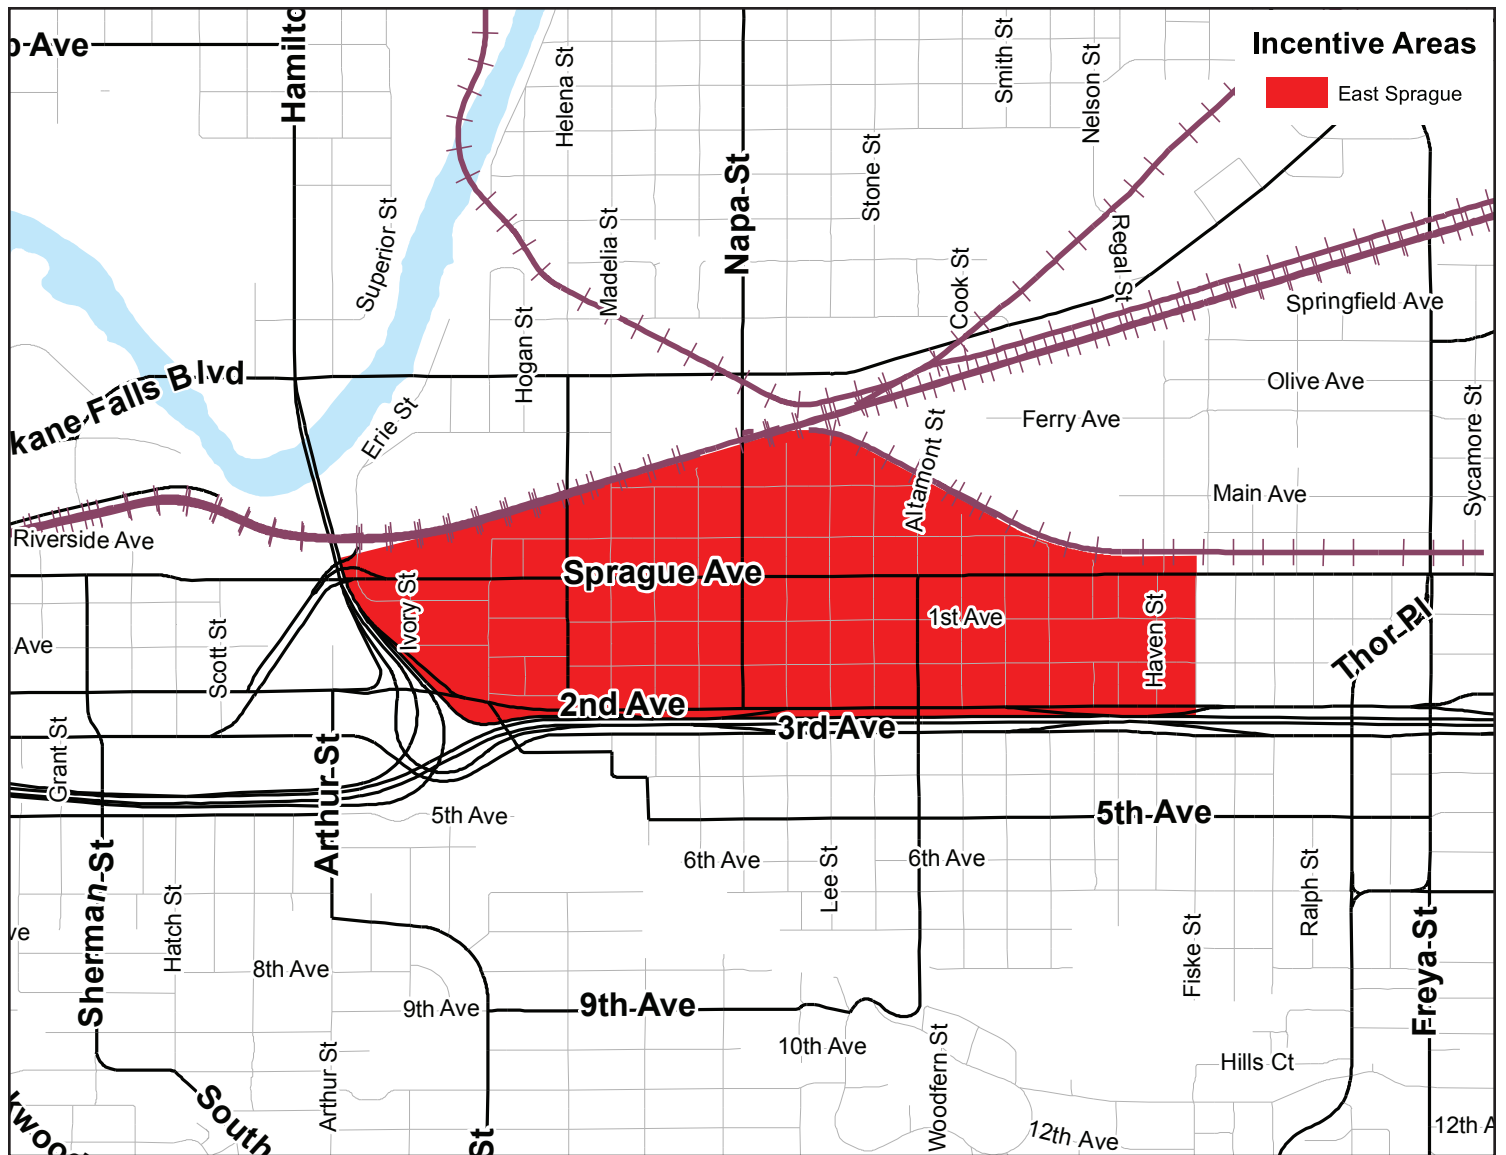 Incentive Areas
East Sprague
Ave
Hamilto
Helena St
Smith St
Nelson St
Napa St
Stone St
Superior St
Madelia St
Regal St
Cook St
Springfield Ave
Hogan St
kane Falls Blvd
Olive Ave
Ferry Ave
Erie St
Altamont St
Sycamore St
Main Ave
Riverside Ave
Sprague Ave
Ivory St
1st Ave
Haven St
Thor Pl
Ave
Scott St
2nd Ave
3rd Ave
Grant St
Arthur St
5th Ave
5th Ave
6th Ave
6th Ave
Lee St
Ralph St
Sherman St
Hatch St
ve
Fiske St
Freya St
8th Ave
9th Ave
9th Ave
10th Ave
Woodfern St
Hills Ct
Arthur St
South
kwood
St
12th Ave
12th A